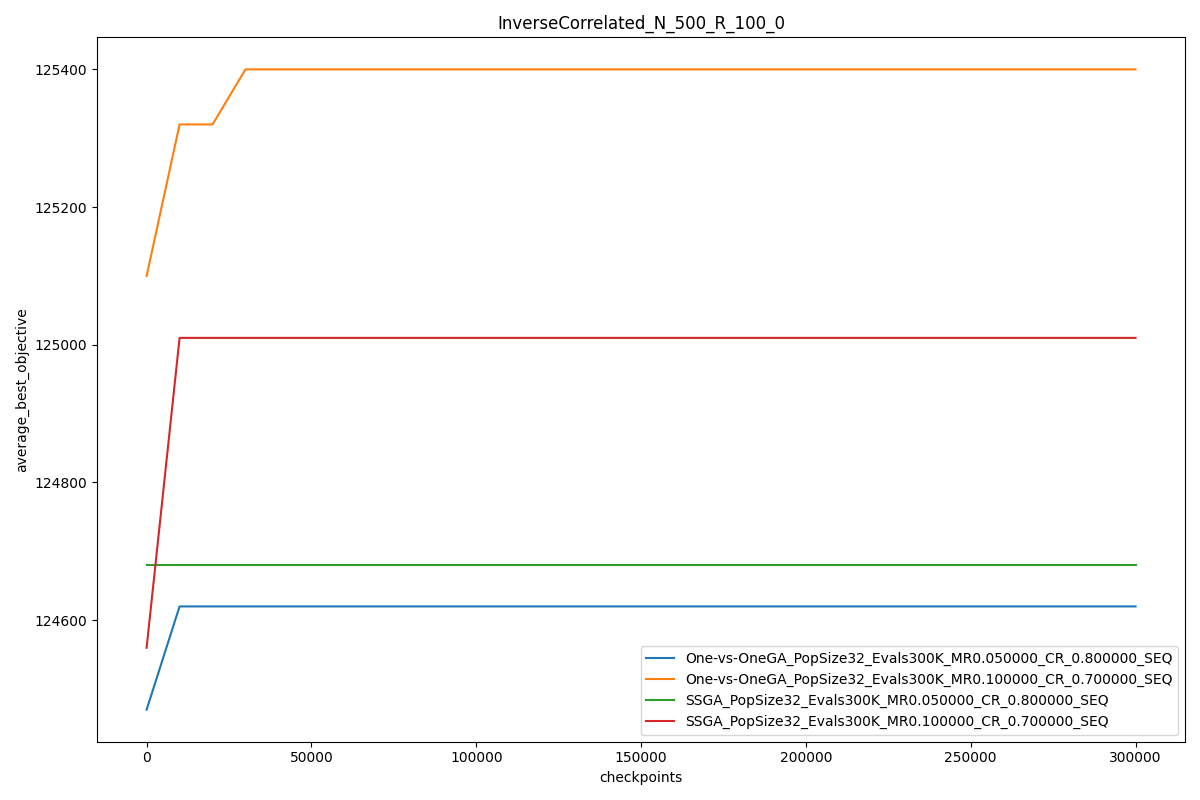 InverseCorrelated_N_500_R_100_0
125400
125200
125000
124800
124600
average_best_objective
0
50000
100000
150000
200000
250000
300000
checkpoints
One-vs-OneGA_PopSize32_Evals300K_MR0.050000_CR_0.800000_SEQ
One-vs-OneGA_PopSize32_Evals300K_MR0.100000_CR_0.700000_SEQ
SSGA_PopSize32_Evals300K_MR0.050000_CR_0.800000_SEQ
SSGA_PopSize32_Evals300K_MR0.100000_CR_0.700000_SEQ